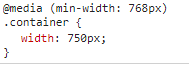 @media (min-width: 768px)
.container {
    width: 750px;
}